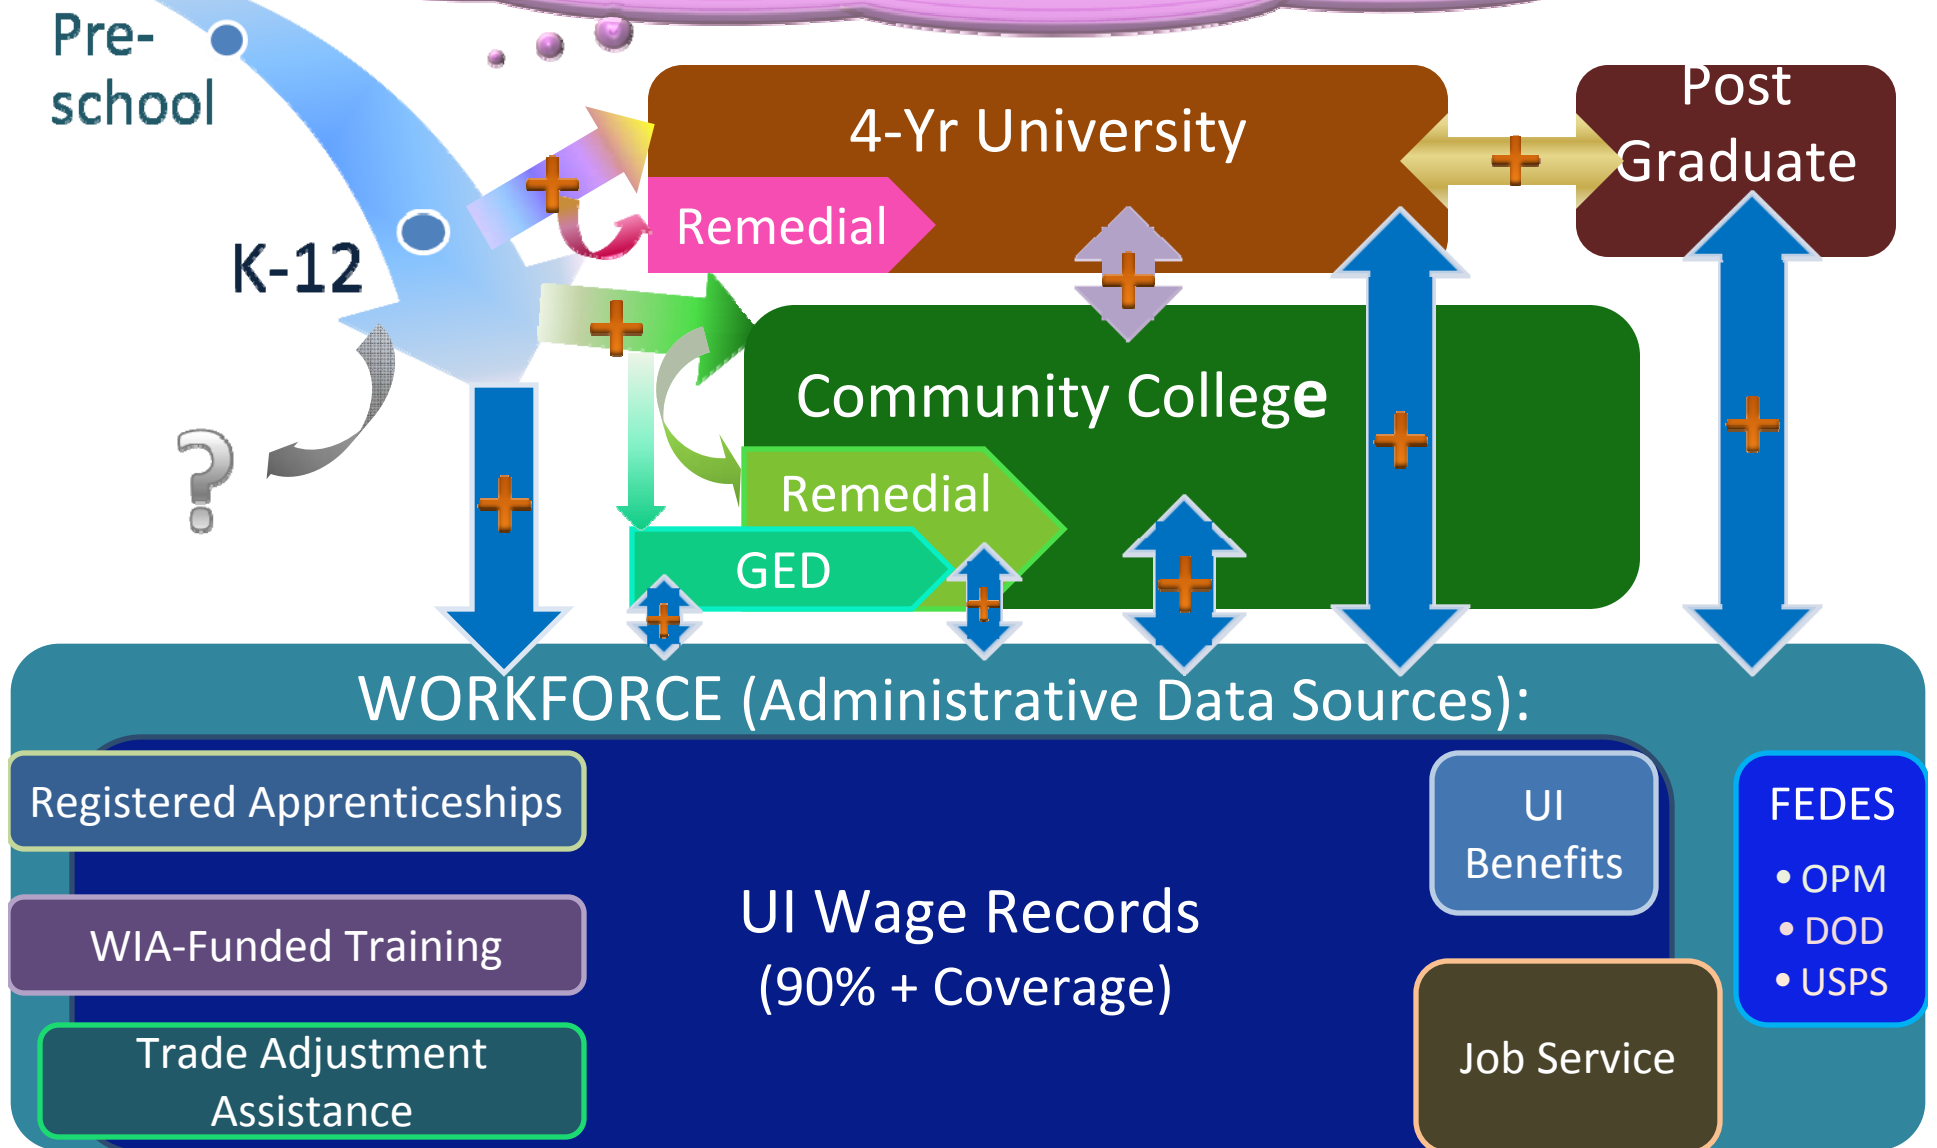 Pre-
school
K-12
?
4-Yr University
Remedial
Post
Graduate
Community College
Remedial
GED
WORKFORCE (Administrative Data Sources):
Registered Apprenticeships
WIA-Funded Training
Trade Adjustment
Assistance
UI Wage Records
(90% + Coverage)
UI
Benefits
Job Service
FEDES
• OPM
• DOD
• USPS